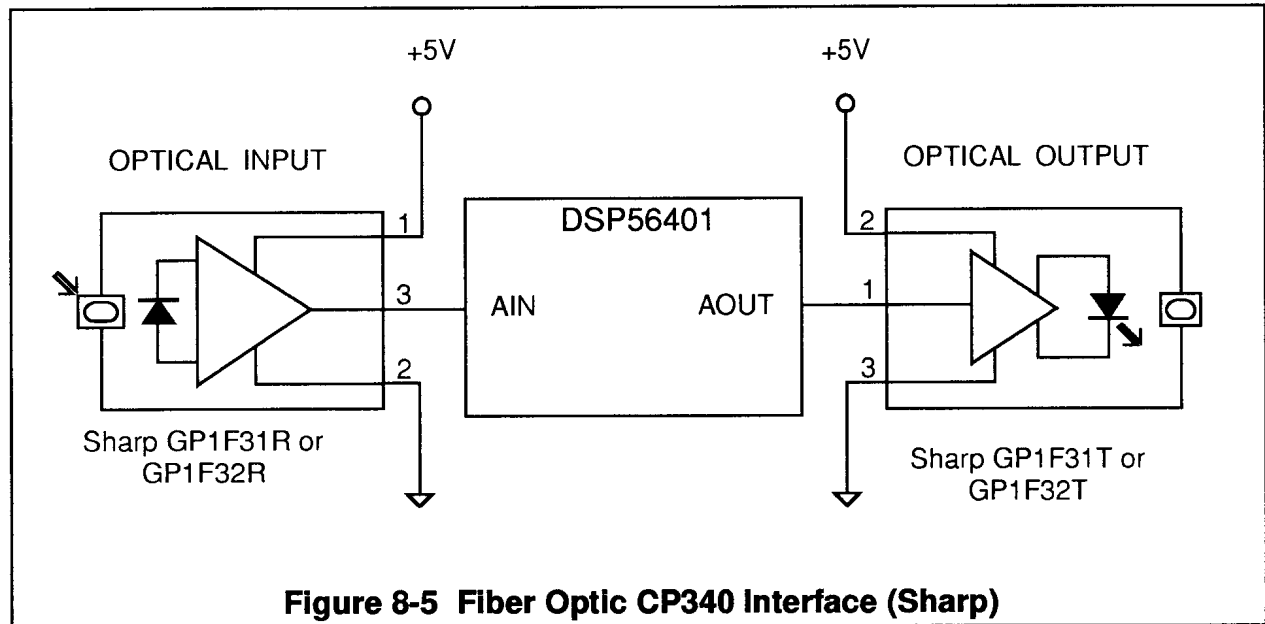 +5V
+5V
OPTICAL INPUT
OPTICAL OUTPUT
DSP56401
1
2
3
AIN
AOUT
1
2
3
Sharp GP1F31R or
GP1F32R
Sharp GP1F31T or
GP1F32T
Figure 8-5 Fiber Optic CP340 Interface (Sharp)